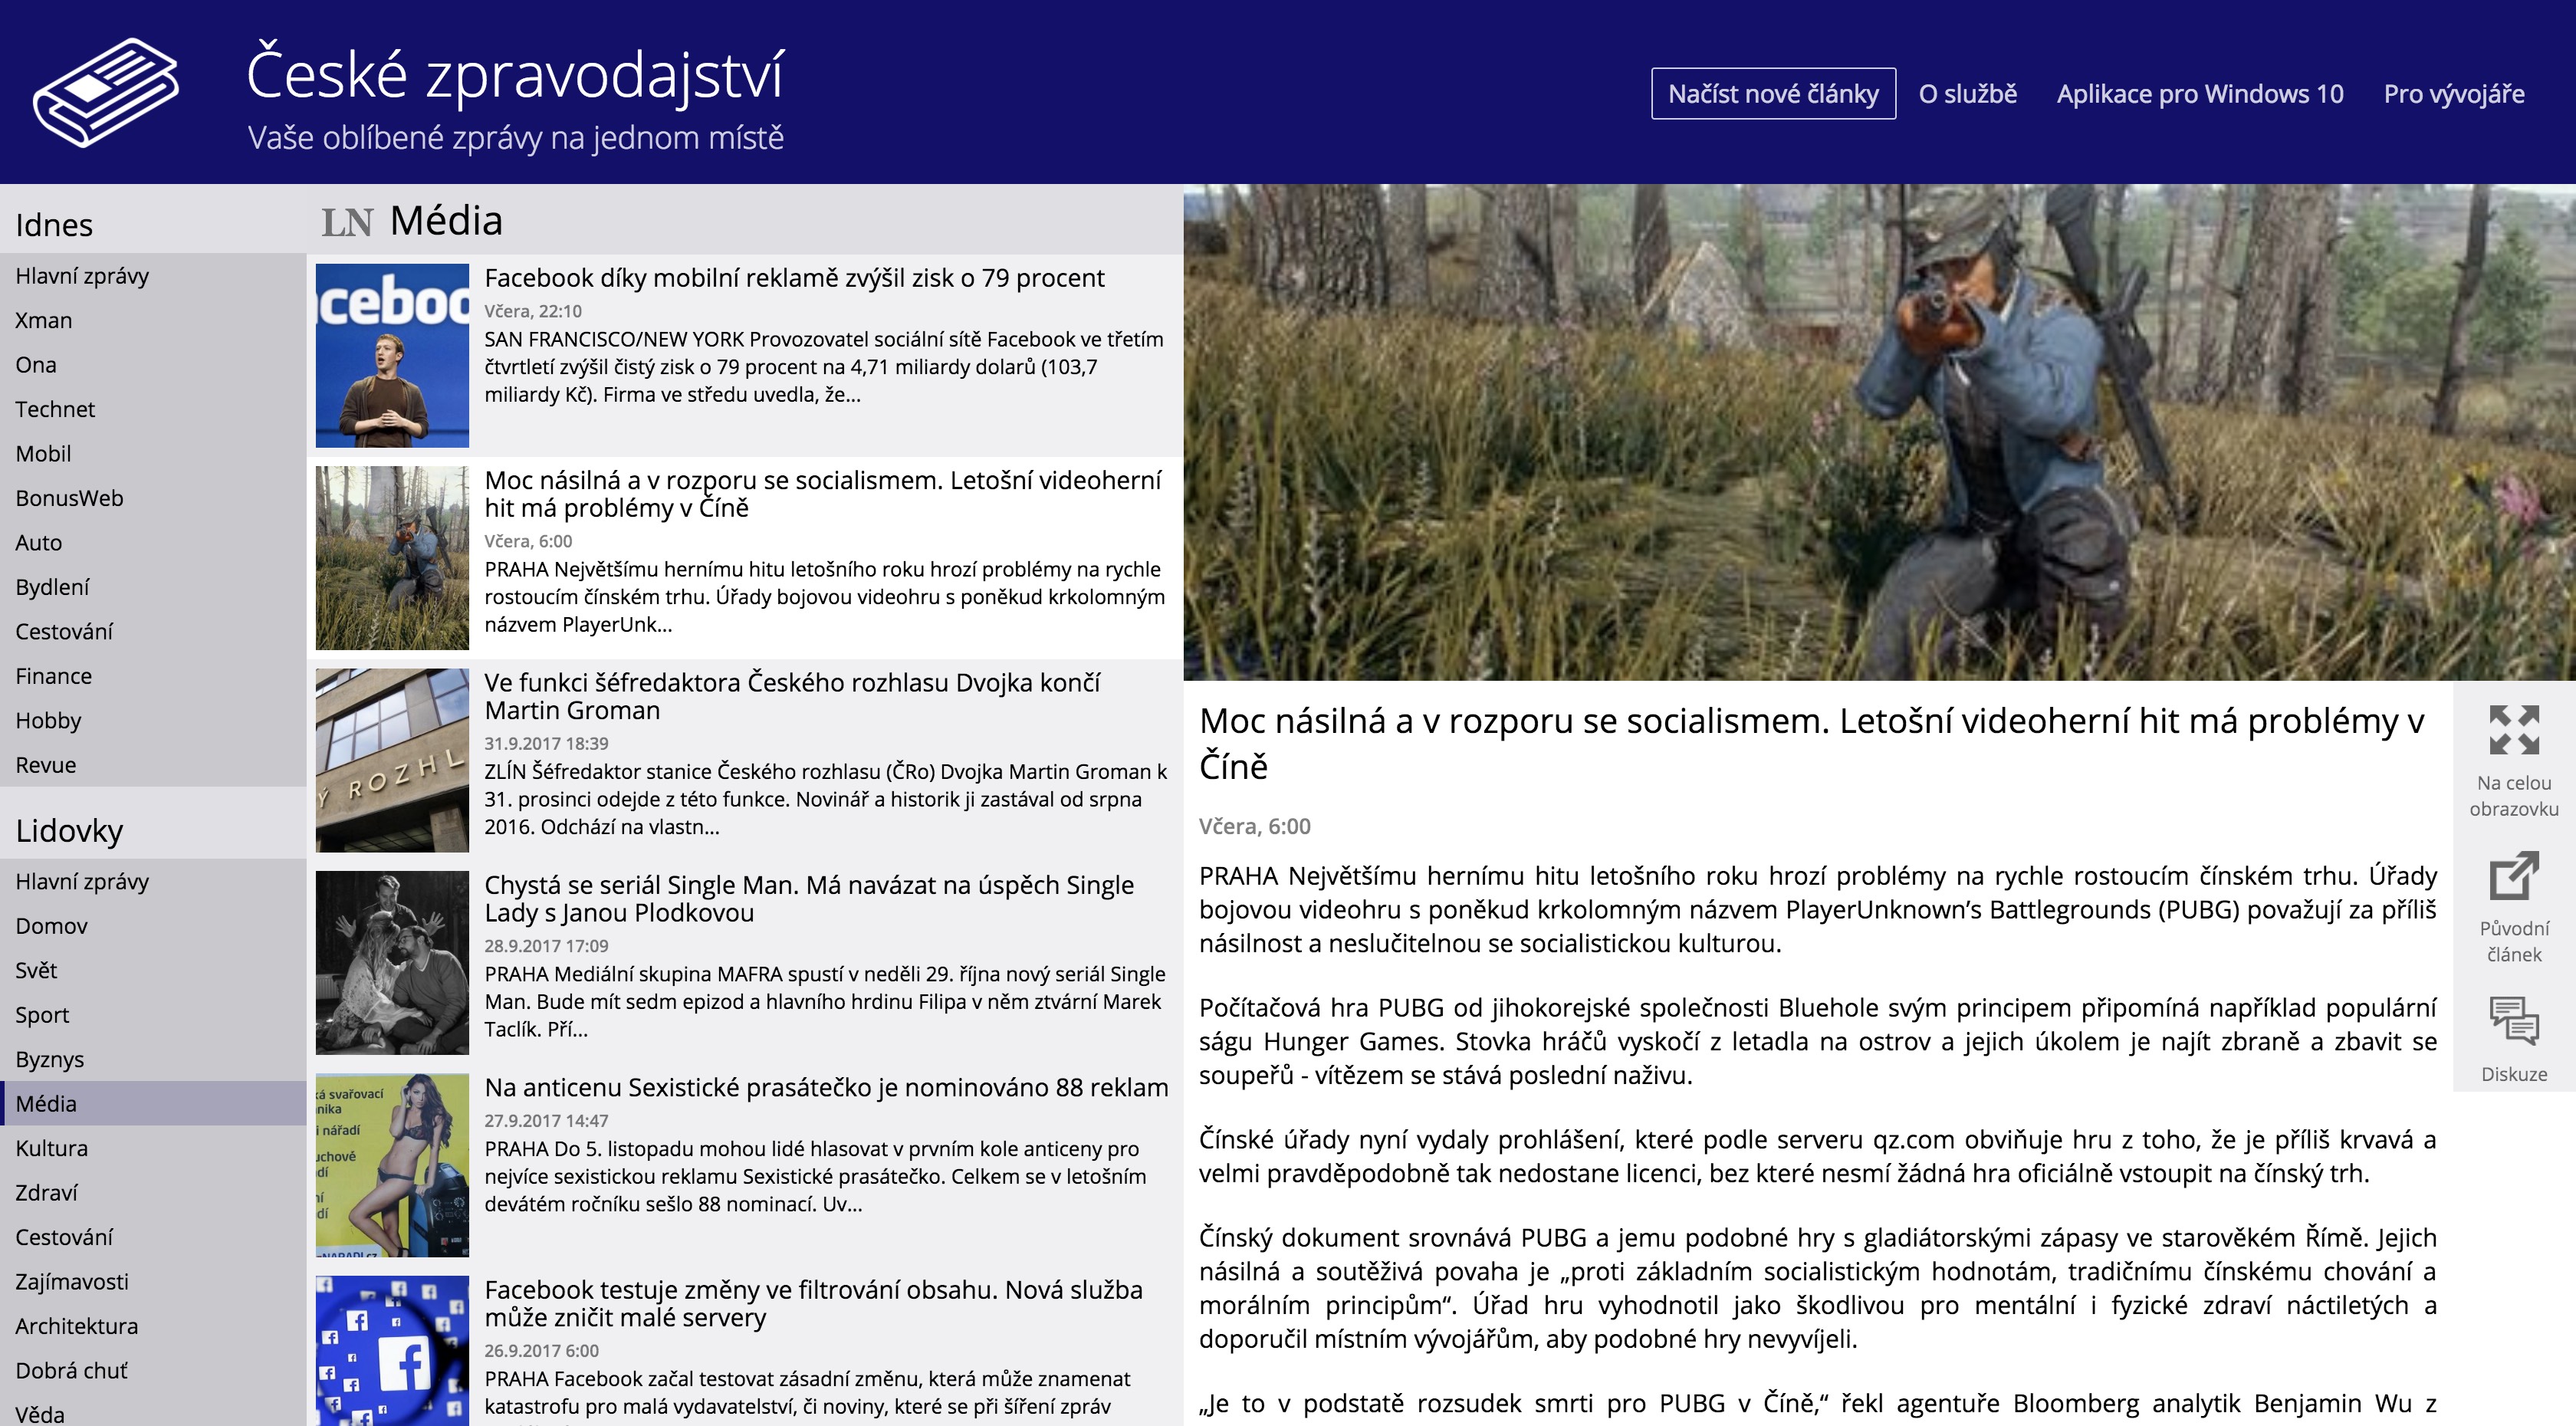 České zpravodajství
Vaše oblíbené zprávy na jednom místě
Načíst nové články
O službě
Aplikace pro Windows 10
Pro vývojáře
Idnes
Hlavní zprávy
Xman
Ona
Technet
Mobil
BonusWeb
Auto
Bydlení
Cestování
Finance
Hobby
Revue
Lidovky
Hlavní zprávy
Domov
Svět
Sport
Byznys
Média
Kultura
Zdraví
Cestování
Zajímavosti
Architektura
Dobrá chuť
Věda
LN Média
aceboo
Facebook díky mobilní reklamě zvýšil zisk o 79 procent
Včera, 22:10
SAN FRANCISCO/NEW YORK Provozovatel sociální sítě Facebook ve třetím
čtvrtletí zvýšil čistý zisk o 79 procent na 4,71 miliardy dolarů (103,7
miliardy Kč). Firma ve středu uvedla, že...
Moc násilná a v rozporu se socialismem. Letošní videoherní
hit má problémy v Číně
Včera, 6:00
PRAHA Největšímu hernímu hitu letošního roku hrozí problémy na rychle
rostoucím čínském trhu. Úřady bojovou videohru s poněkud krkolomným
názvem PlayerUnk...
Ý ROZHL
Ve funkci šéfredaktora Českého rozhlasu Dvojka končí
Martin Groman
31.9.2017 18:39
ZLÍN Šéfredaktor stanice Českého rozhlasu (ČRo) Dvojka Martin Groman k
31. prosinci odejde z této funkce. Novinář a historik ji zastával od srpna
2016. Odchází na vlastn...
Chystá se seriál Single Man. Má navázat na úspěch Single
Lady s Janou Plodkovou
28.9.2017 17:09
PRAHA Mediální skupina MAFRA spustí v neděli 29. října nový seriál Single
Man. Bude mít sedm epizod a hlavního hrdinu Filipa v něm ztvární Marek
Taclík. Pří...
ká svařovací
nika
i nářadí
uchové
dí
ní
dí
NARADI.cz
Na anticenu Sexistické prasátečko je nominováno 88 reklam
27.9.2017 14:47
PRAHA Do 5. listopadu mohou lidé hlasovat v prvním kole anticeny pro
nejvíce sexistickou reklamu Sexistické prasátečko. Celkem se v letošním
devátém ročníku sešlo 88 nominací. Uv...
Facebook testuje změny ve filtrování obsahu. Nová služba
může zničit malé servery
26.9.2017 6:00
PRAHA Facebook začal testovat zásadní změnu, která může znamenat
katastrofu pro malá vydavatelství, či noviny, které se při šíření zpráv
Moc násilná a v rozporu se socialismem. Letošní videoherní hit má problémy v
Číně
Včera, 6:00
PRAHA Největšímu hernímu hitu letošního roku hrozí problémy na rychle rostoucím čínském trhu. Úřady
bojovou videohru s poněkud krkolomným názvem PlayerUnknown’s Battlegrounds (PUBG) považují za příliš
násilnost a neslučitelnou se socialistickou kulturou.
Počítačová hra PUBG od jihokorejské společnosti Bluehole svým principem připomíná například populární
ságu Hunger Games. Stovka hráčů vyskočí z letadla na ostrov a jejich úkolem je najít zbraně a zbavit se
soupeřů - vítězem se stává poslední naživu.
Čínské úřady nyní vydaly prohlášení, které podle serveru qz.com obviňuje hru z toho, že je příliš krvavá a
velmi pravděpodobně tak nedostane licenci, bez které nesmí žádná hra oficiálně vstoupit na čínský trh.
Čínský dokument srovnává PUBG a jemu podobné hry s gladiátorskými zápasy ve starověkém Římě. Jejich
násilná a soutěživá povaha je „proti základním socialistickým hodnotám, tradičnímu čínskému chování a
morálním principům“. Úřad hru vyhodnotil jako škodlivou pro mentální i fyzické zdraví náctiletých a
doporučil místním vývojářům, aby podobné hry nevyvíjeli.
„Je to v podstatě rozsudek smrti pro PUBG v Číně,“ řekl agentuře Bloomberg analytik Benjamin Wu z
Na celou
obrazovku
Původní
článek
Diskuze